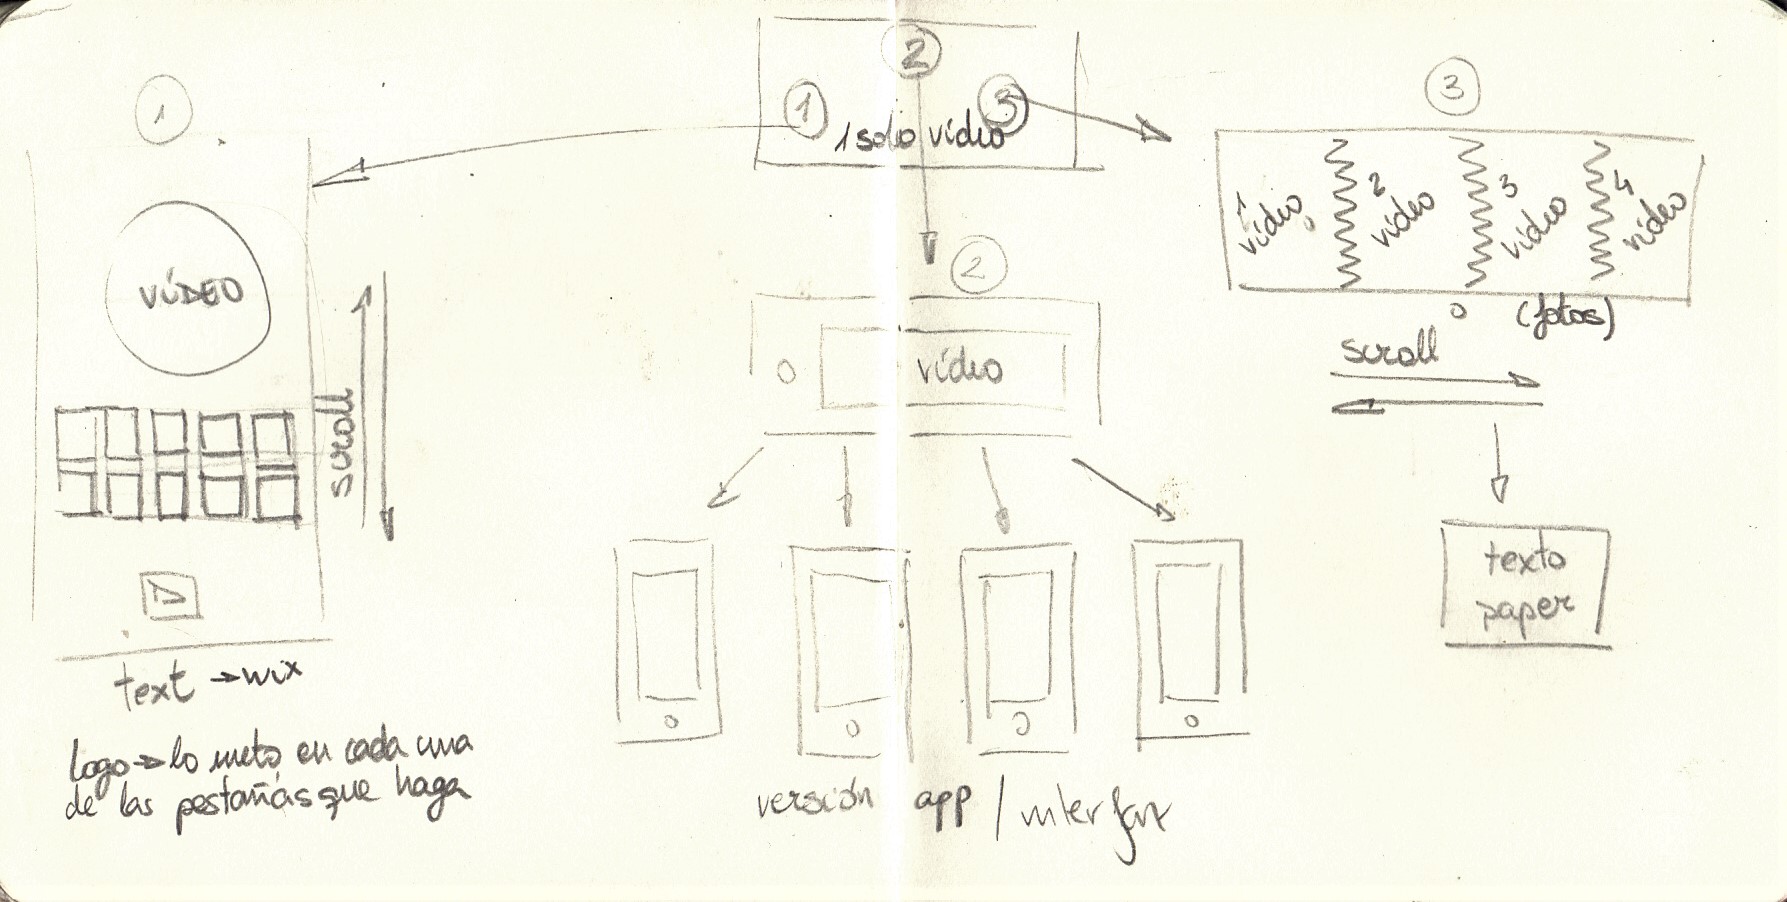 2
1
3
1 solo vídeo
1
VÍDEO
scroll
text → wix
logo → lo meto en cada una
de las pestañas que haga
2
vídeo
versión app / interfax
3
1
vídeo
2
vídeo
3
vídeo
4
vídeo
o
(fotos)
scroll
texto
paper